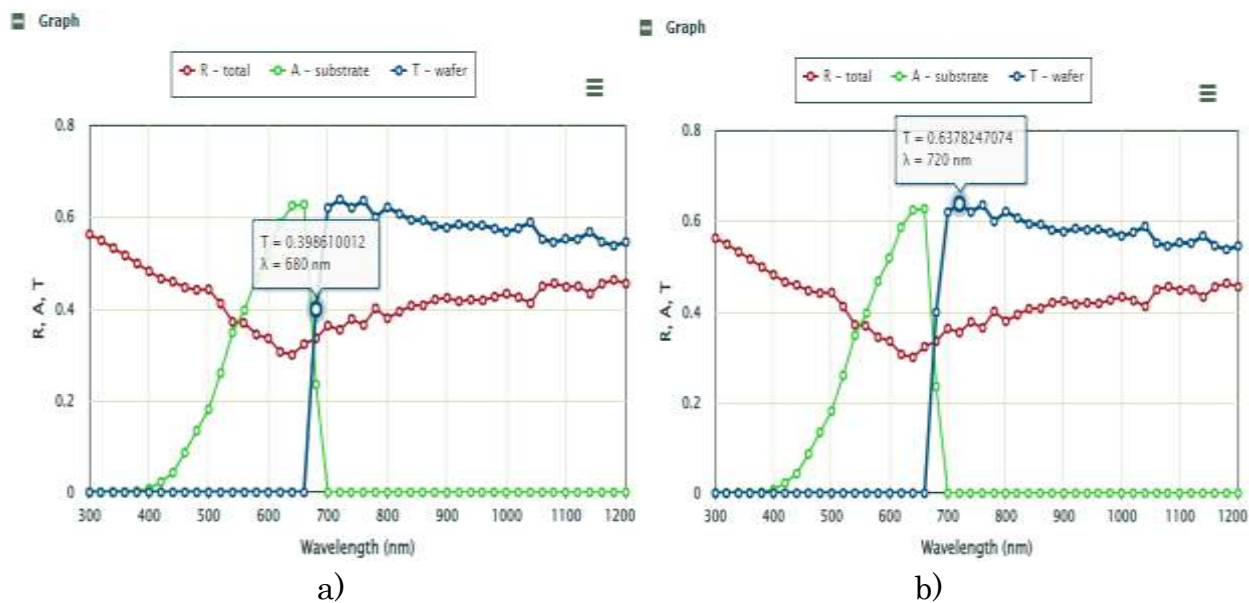 Graph
R – total A – substrate T – wafer
0.8
0.6
0.4
0.2
0
R, A, T
T = 0.398610012
λ = 680 nm
300 400 500 600 700 800 900 1000 1100 1200
Wavelength (nm)
a)
Graph
R – total A – substrate T – wafer
0.8
0.6
0.4
0.2
0
R, A, T
T = 0.6378247074
λ = 720 nm
300 400 500 600 700 800 900 1000 1100 1200
Wavelength (nm)
b)